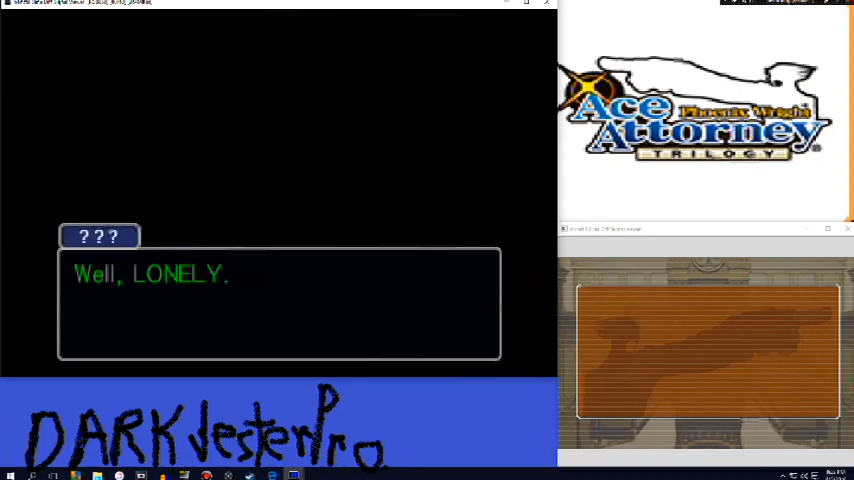 ???
Well, LONELY.
Ace
Phoenix Wright
Attorney
TRILOGY
DARKJesterPro